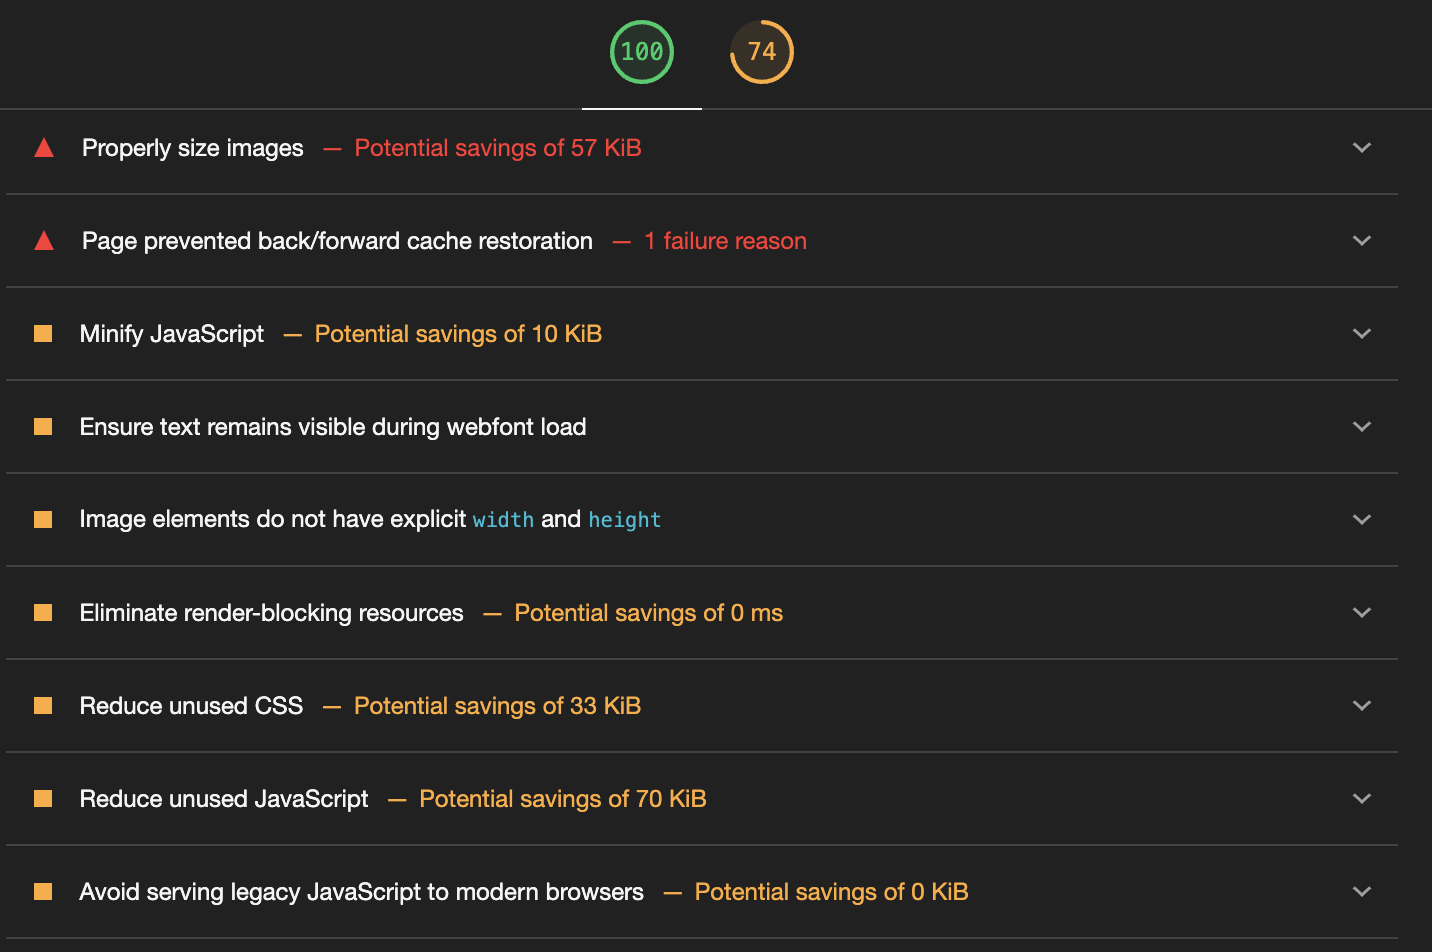 100 74
Properly size images — Potential savings of 57 KiB
Page prevented back/forward cache restoration — 1 failure reason
Minify JavaScript — Potential savings of 10 KiB
Ensure text remains visible during webfont load
Image elements do not have explicit width and height
Eliminate render-blocking resources — Potential savings of 0 ms
Reduce unused CSS — Potential savings of 33 KiB
Reduce unused JavaScript — Potential savings of 70 KiB
Avoid serving legacy JavaScript to modern browsers — Potential savings of 0 KiB